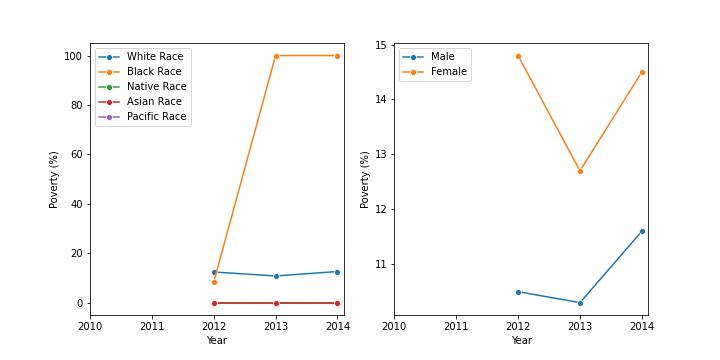 White Race
Black Race
Native Race
Asian Race
Pacific Race
100
80
60
40
20
0
Poverty (%)
2010 2011 2012 2013 2014
Year
Male
Female
15
14
13
12
11
Poverty (%)
2010 2011 2012 2013 2014
Year